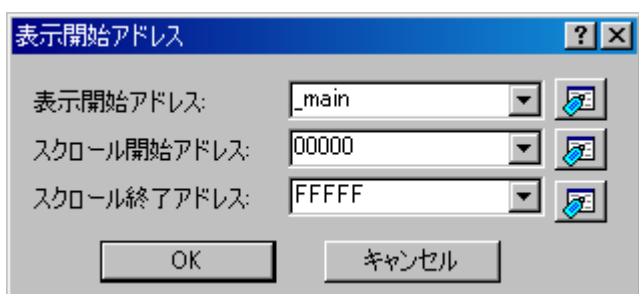 表示開始アドレス
表示開始アドレス: _main
スクロール開始アドレス: 00000
スクロール終了アドレス: FFFFF
OK キャンセル